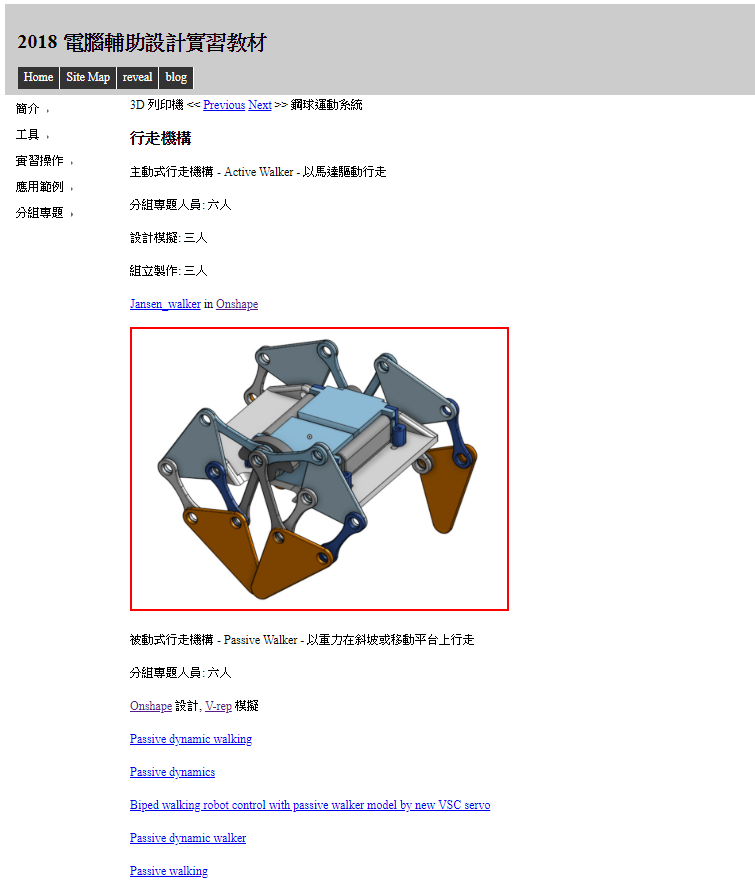 2018 電腦輔助設計實習教材
Home Site Map reveal blog
簡介
工具
實習操作
應用範例
分組專題
3D 列印機 << Previous Next >> 鋼球運動系統
行走機構
主動式行走機構 - Active Walker - 以馬達驅動行走
分組專題人員: 六人
設計模擬: 三人
組立製作: 三人
Jansen_walker in Onshape
被動式行走機構 - Passive Walker - 以重力在斜坡或移動平台上行走
分組專題人員: 六人
Onshape 設計, V-rep 模擬
Passive dynamic walking
Passive dynamics
Biped walking robot control with passive walker model by new VSC servo
Passive dynamic walker
Passive walking